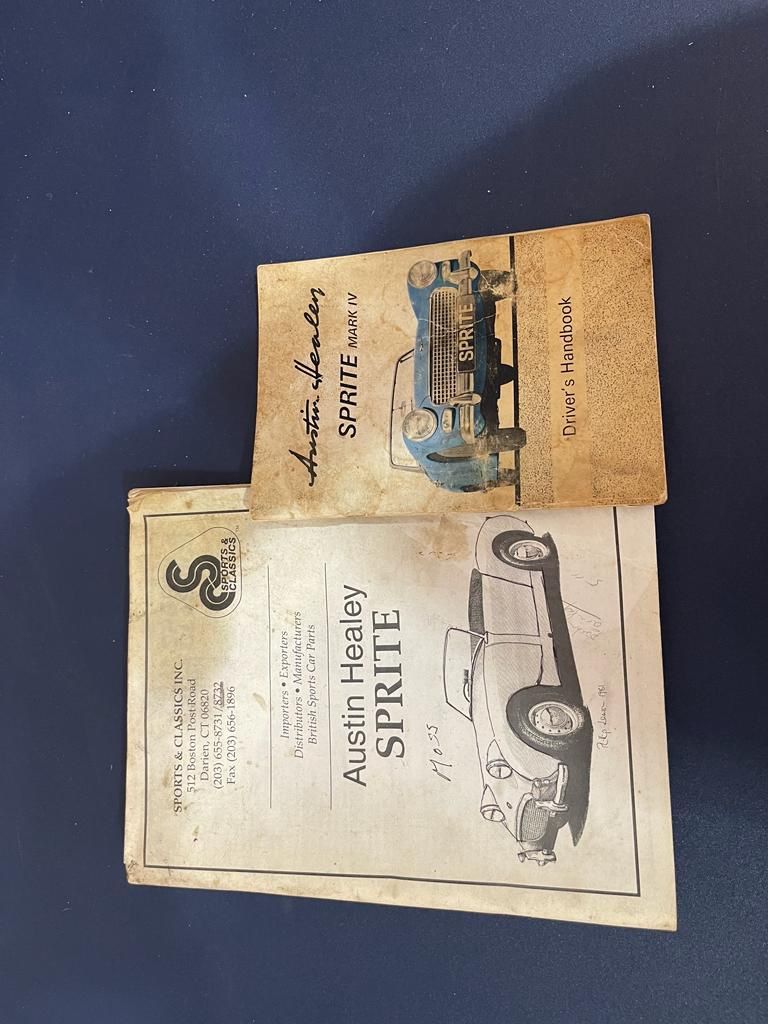 SPORTS & CLASSICS INC.
512 Boston Post Road
Darien, CT 06820
(203) 655-8731/8732
Fax (203) 656-1896
SPORTS &
CLASSICS
Importers • Exporters
Distributors • Manufacturers
British Sports Car Parts
Austin Healey
SPRITE
Moss
1981
Austin Healey
SPRITE MARK IV
SPRITE
Driver's Handbook